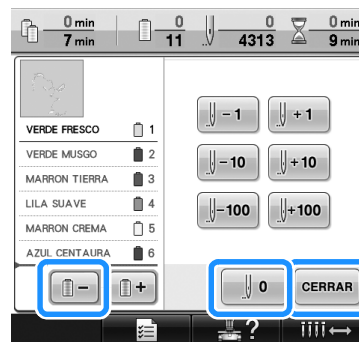 0 min 0 0 0 min
7 min 11 4313 9 min
VERDE FRESCO 1
VERDE MUSGO 2
MARRON TIERRA 3
LILA SUAVE 4
MARRON CREMA 5
AZUL CENTAURA 6
-1 +1
-10 +10
-100 +100
- + 0 CERRAR
?